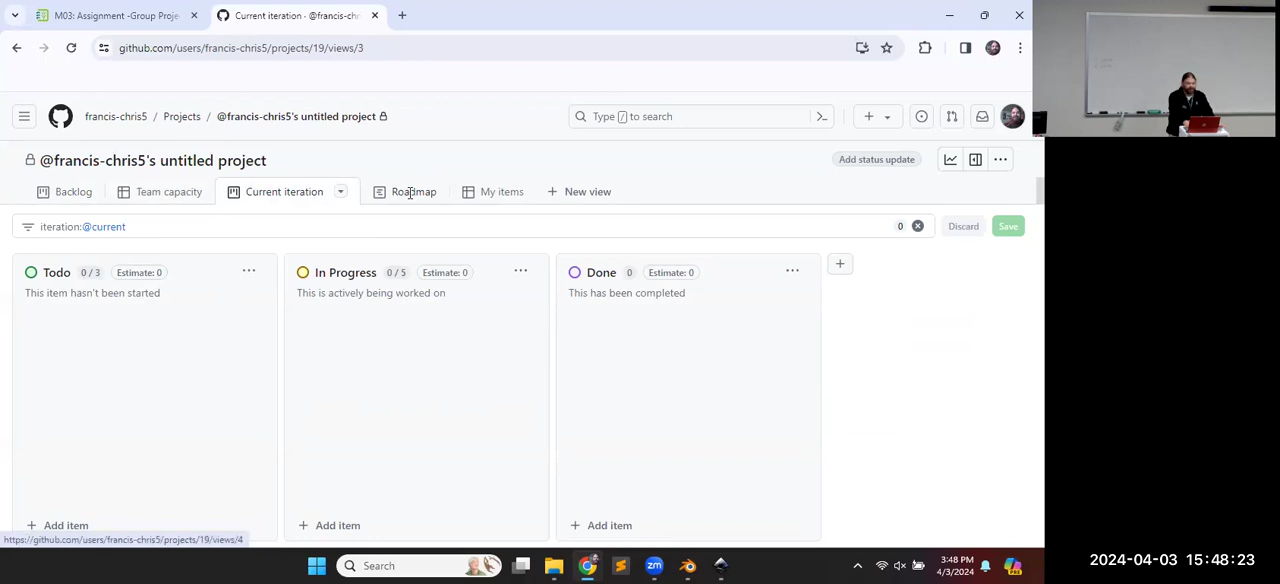 M03: Assignment -Group Proje
Current iteration · @francis-chr
github.com/users/francis-chris5/projects/19/views/3
francis-chris5 / Projects / @francis-chris5's untitled project
Type / to search
@francis-chris5's untitled project
Add status update
Backlog
Team capacity
Current iteration
Roadmap
My items
New view
iteration:@current
0
Discard
Save
Todo 0 / 3 Estimate: 0
This item hasn't been started
In Progress 0 / 5 Estimate: 0
This is actively being worked on
Done 0 Estimate: 0
This has been completed
Add item
Add item
Add item
https://github.com/users/francis-chris5/projects/19/views/4
Search
3:48 PM
4/3/2024
2024-04-03 15:48:23